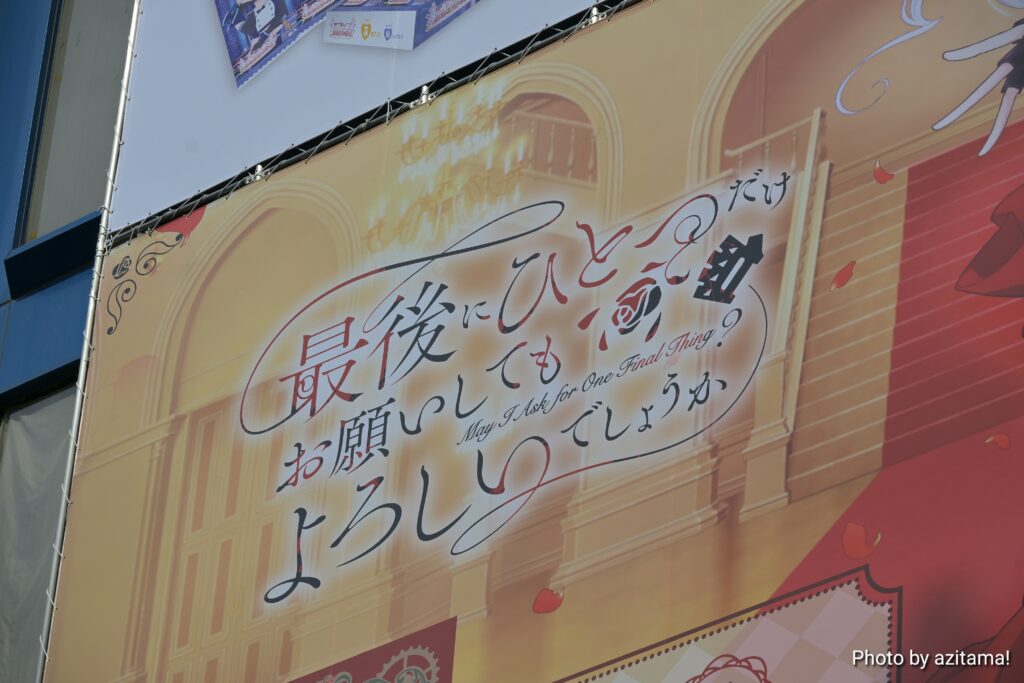 最後にひとつだけ
お願いしても
May I Ask for One Final Thing?
よろしいでしょうか
Photo by azitama!